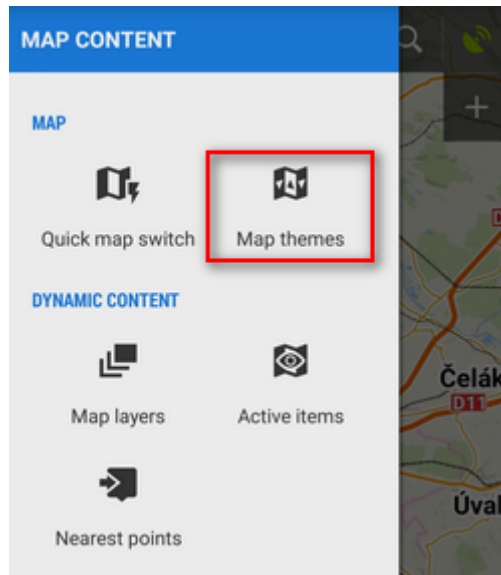 MAP CONTENT
MAP
Quick map switch
Map themes
DYNAMIC CONTENT
Map layers
Active items
Nearest points
Čelák
D11
Úval